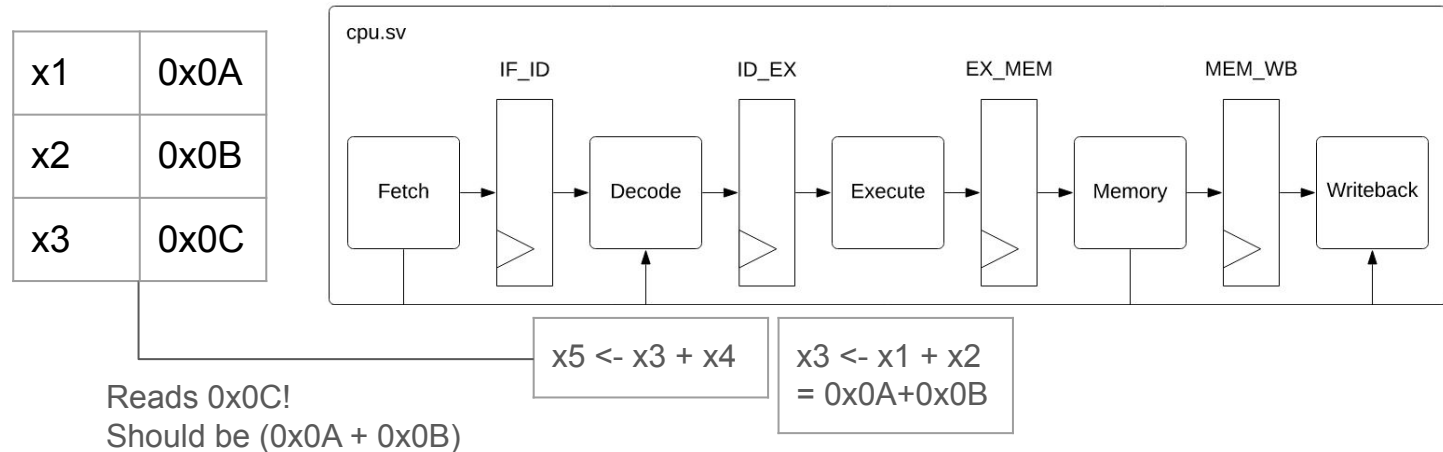 x1 0x0A
x2 0x0B
x3 0x0C
cpu.sv
IF_ID ID_EX EX_MEM MEM_WB
Fetch Decode Execute Memory Writeback
x5 <- x3 + x4
x3 <- x1 + x2
= 0x0A+0x0B
Reads 0x0C!
Should be (0x0A + 0x0B)